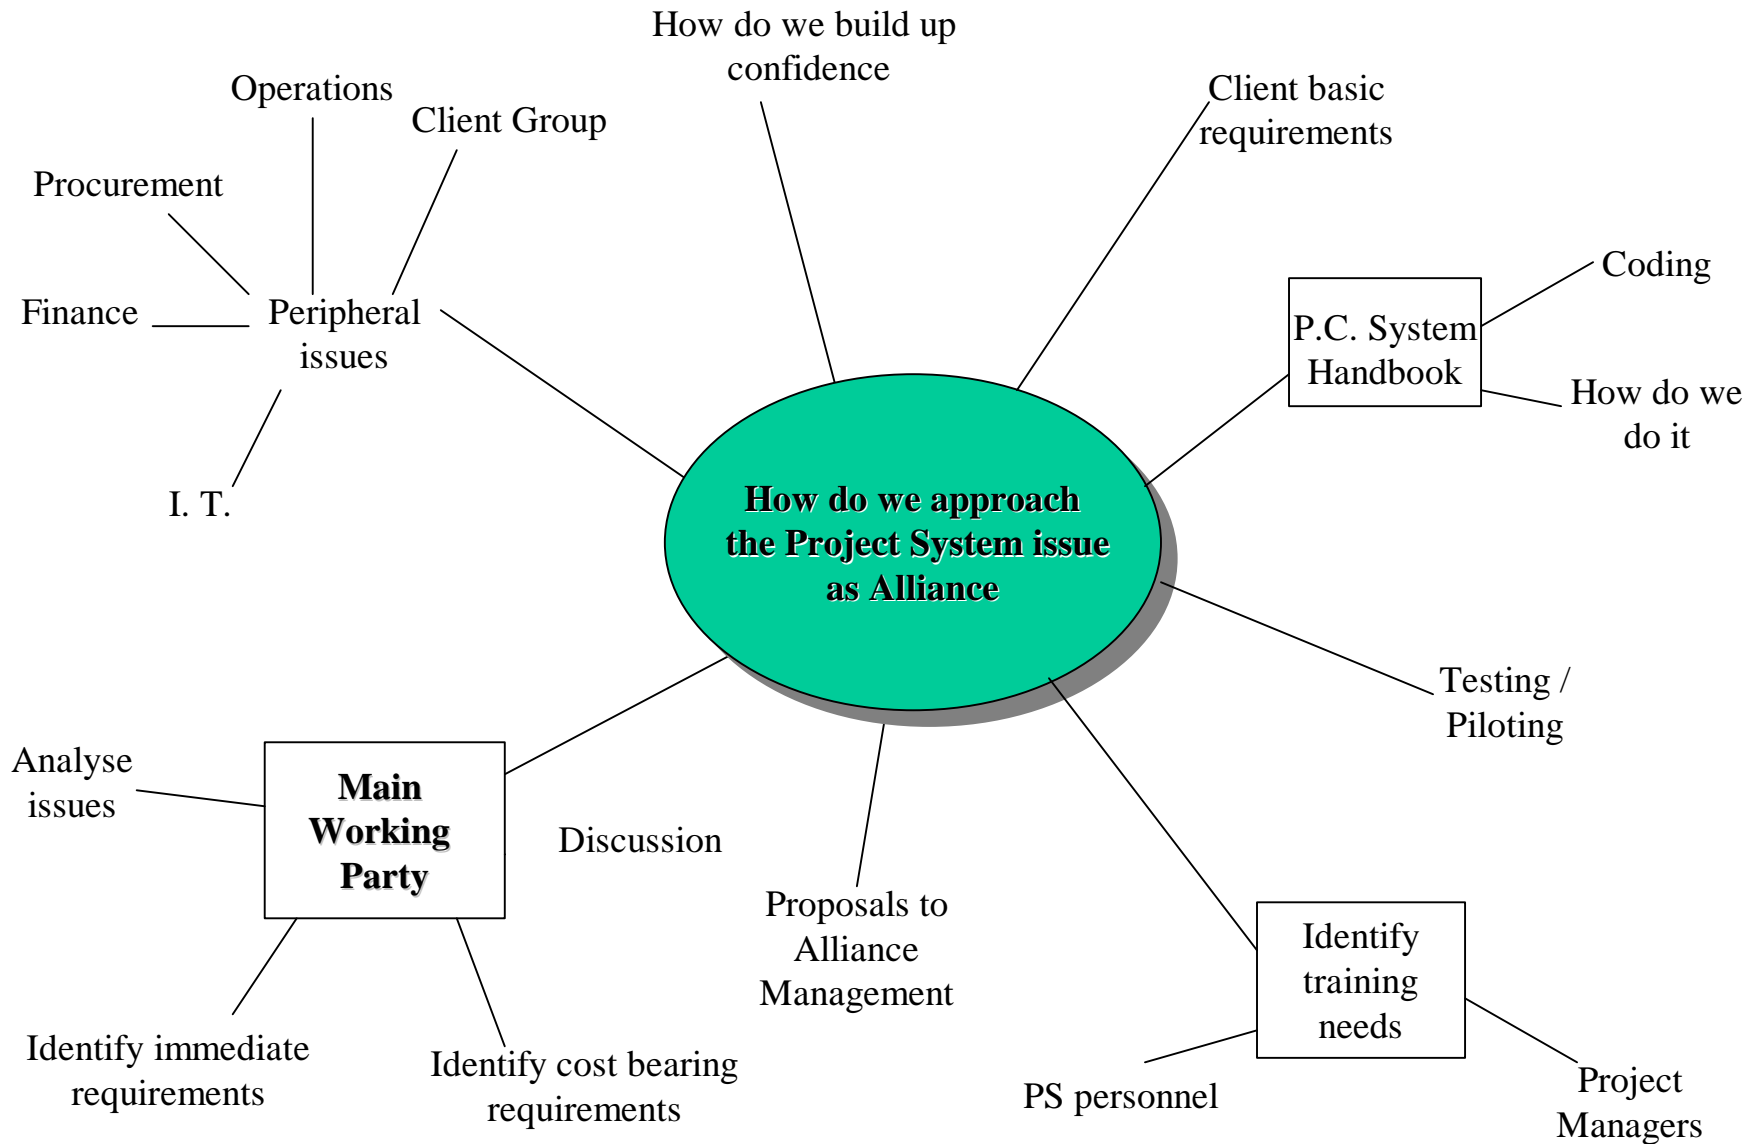 How do we build up
confidence
Operations
Client Group
Client basic
requirements
Procurement
Finance
Peripheral
issues
I. T.
Coding
P.C. System
Handbook
How do we
do it
How do we approach
the Project System issue
as Alliance
Testing /
Piloting
Analyse
issues
Main
Working
Party
Discussion
Proposals to
Alliance
Management
Identify
training
needs
Identify immediate
requirements
Identify cost bearing
requirements
PS personnel
Project
Managers